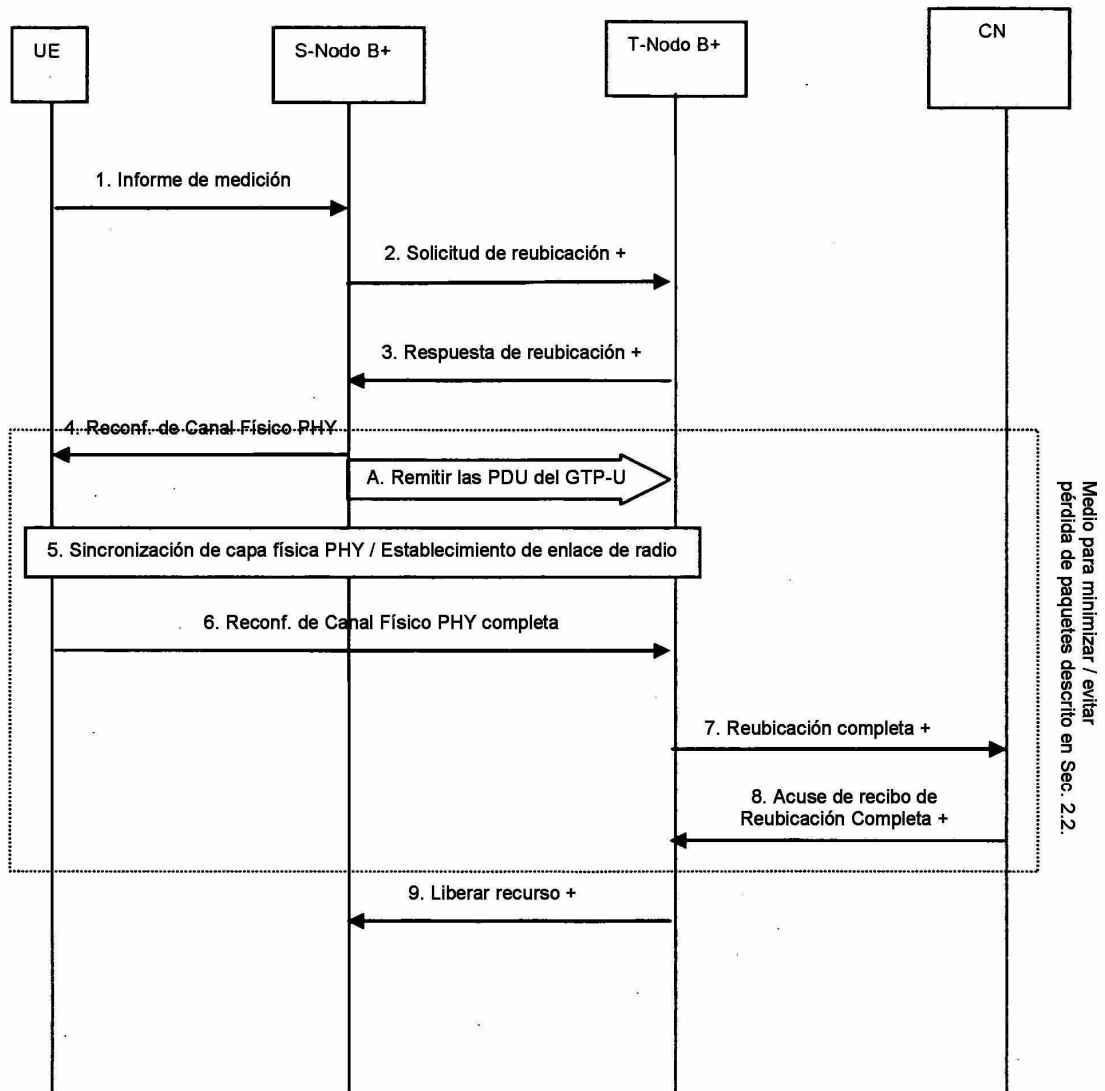 UE
S-Nodo B+
T-Nodo B+
CN
1. Informe de medición
2. Solicitud de reubicación +
3. Respuesta de reubicación +
4. Reconf. de Canal Físico PHY
A. Remitir las PDU del GTP-U
5. Sincronización de capa física PHY / Establecimiento de enlace de radio
6. Reconf. de Canal Físico PHY completa
7. Reubicación completa +
8. Acuse de recibo de
Reubicación Completa +
9. Liberar recurso +
Medio para minimizar / evitar
pérdida de paquetes descrito en Sec. 2.2.